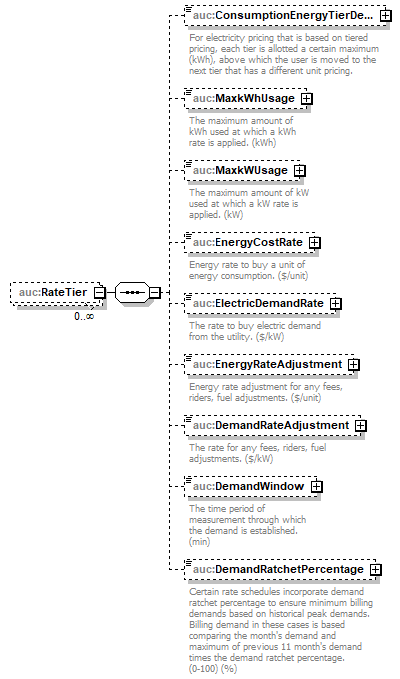 auc:ConsumptionEnergyTierDe...
For electricity pricing that is based on tiered
pricing, each tier is allotted a certain maximum
(kWh), above which the user is moved to the
next tier that has a different unit pricing.
auc:MaxkWhUsage
The maximum amount of
kWh used at which a kWh
rate is applied. (kWh)
auc:MaxkWUsage
The maximum amount of kW
used at which a kW rate is
applied. (kW)
auc:EnergyCostRate
Energy rate to buy a unit of
energy consumption. ($/unit)
auc:RateTier
0..∞
auc:ElectricDemandRate
The rate to buy electric demand
from the utility. ($/kW)
auc:EnergyRateAdjustment
Energy rate adjustment for any fees,
riders, fuel adjustments. ($/unit)
auc:DemandRateAdjustment
The rate for any fees, riders, fuel
adjustments. ($/kW)
auc:DemandWindow
The time period of
measurement through which
the demand is established.
(min)
auc:DemandRatchetPercentage
Certain rate schedules incorporate demand
ratchet percentage to ensure minimum billing
demands based on historical peak demands.
Billing demand in these cases is based
comparing the month's demand and
maximum of previous 11 month's demand
times the demand ratchet percentage.
(0-100) (%)